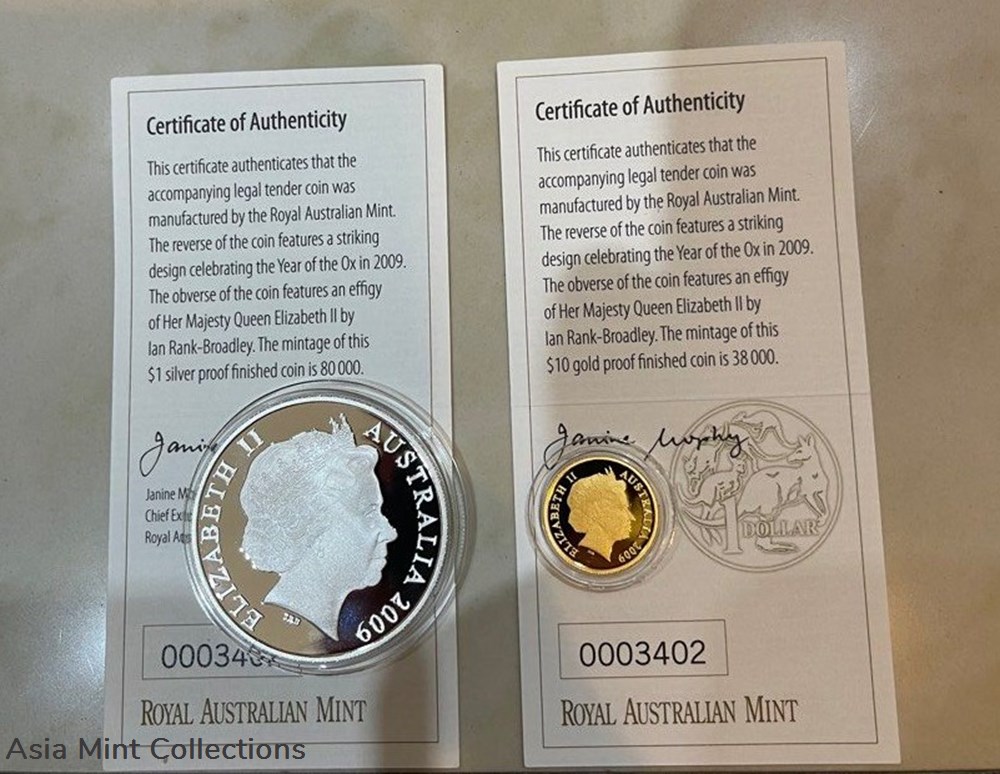 Certificate of Authenticity
This certificate authenticates that the
accompanying legal tender coin was
manufactured by the Royal Australian Mint.
The reverse of the coin features a striking
design celebrating the Year of the Ox in 2009.
The obverse of the coin features an effigy
of Her Majesty Queen Elizabeth II by
Ian Rank-Broadley. The mintage of this
$1 silver proof finished coin is 80 000.
Janine
Chief
Royal
ELIZABETH II AUSTRALIA 2009
IRB
00034
ROYAL AUSTRALIAN MINT
Certificate of Authenticity
This certificate authenticates that the
accompanying legal tender coin was
manufactured by the Royal Australian Mint.
The reverse of the coin features a striking
design celebrating the Year of the Ox in 2009.
The obverse of the coin features an effigy
of Her Majesty Queen Elizabeth II by
Ian Rank-Broadley. The mintage of this
$10 gold proof finished coin is 38 000.
Janine Murphy
ELIZABETH II AUSTRALIA 2009
1 DOLLAR
0003402
ROYAL AUSTRALIAN MINT
Asia Mint Collections